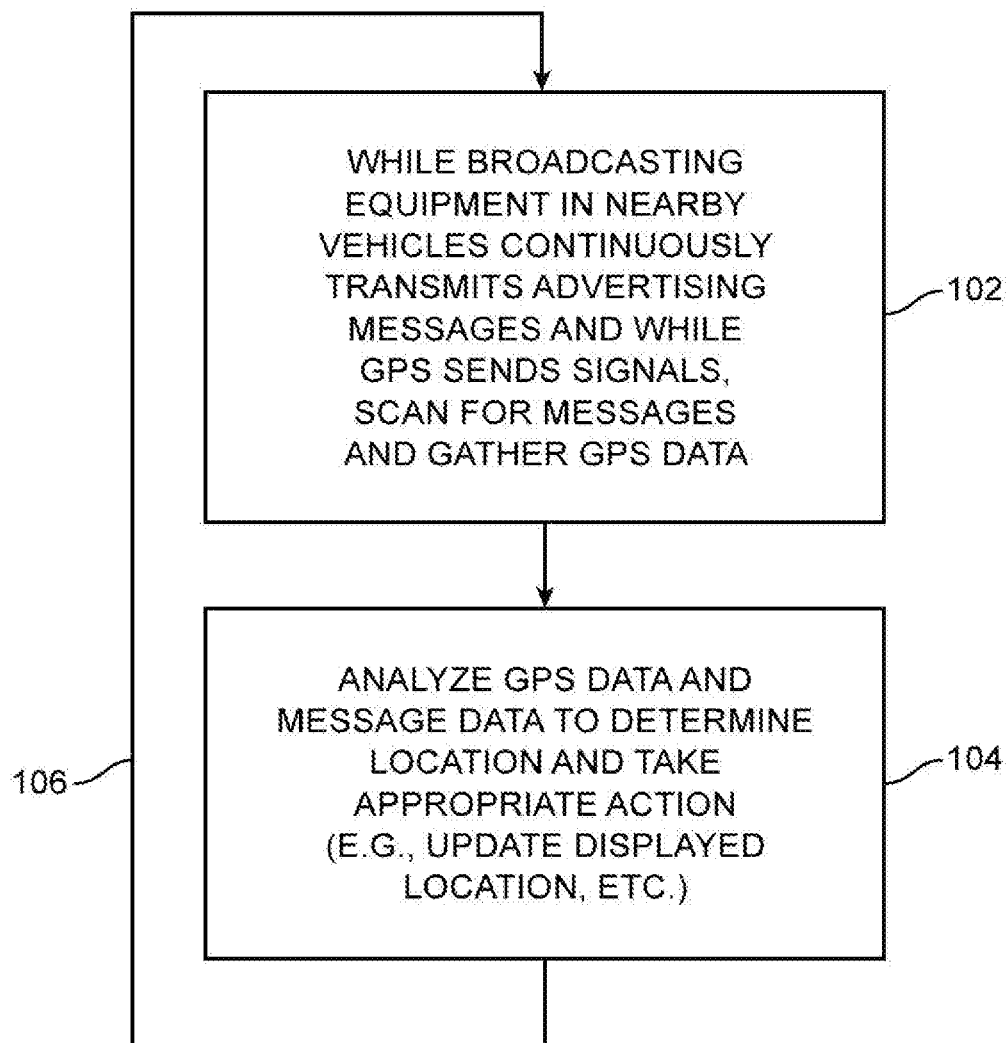 WHILE BROADCASTING
EQUIPMENT IN NEARBY
VEHICLES CONTINUOUSLY
TRANSMITS ADVERTISING
MESSAGES AND WHILE
GPS SENDS SIGNALS,
SCAN FOR MESSAGES
AND GATHER GPS DATA
102
ANALYZE GPS DATA AND
MESSAGE DATA TO DETERMINE
LOCATION AND TAKE
APPROPRIATE ACTION
(E.G., UPDATE DISPLAYED
LOCATION, ETC.)
104
106